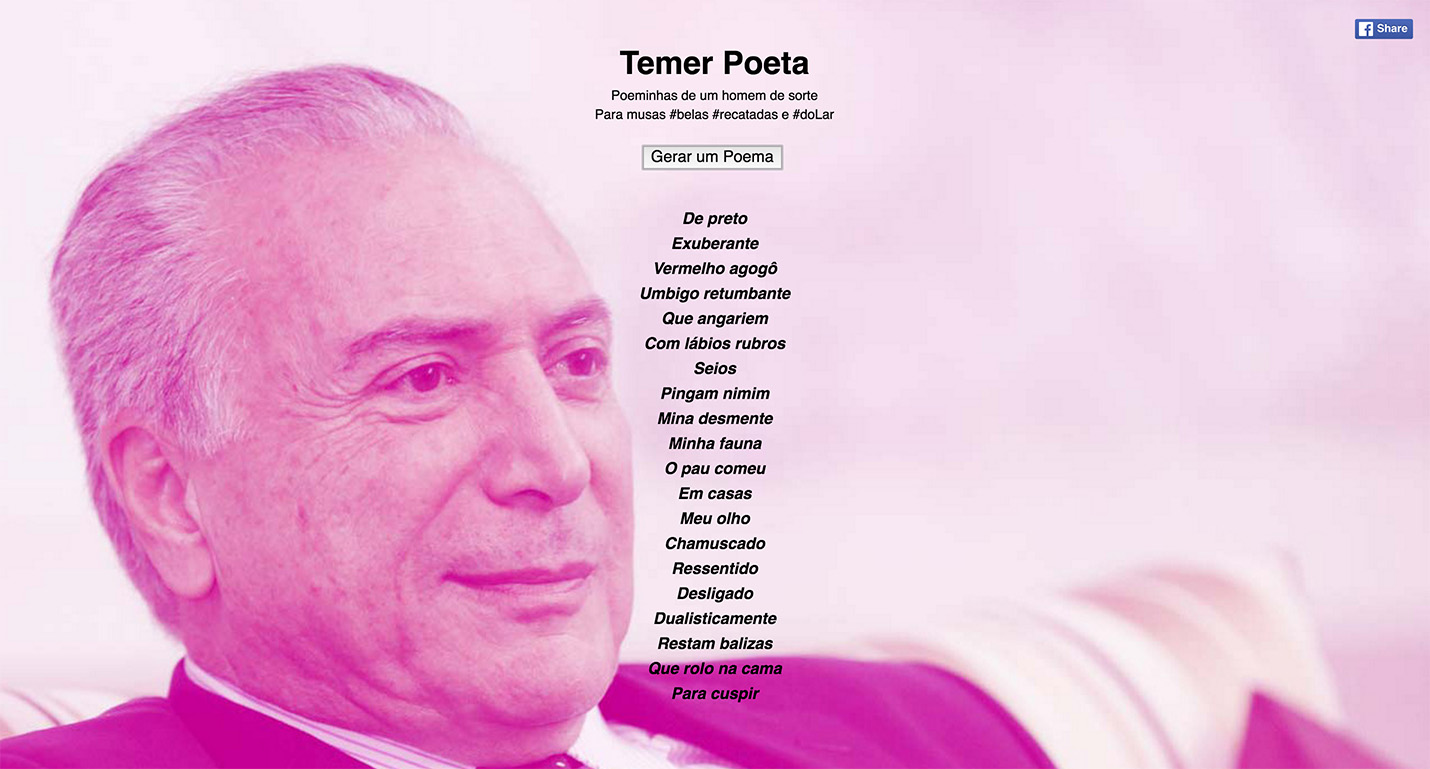 Share
Temer Poeta
Poeminhas de um homem de sorte
Para musas #belas #recatadas e #doLar
Gerar um Poema
De preto
Exuberante
Vermelho agogô
Umbigo retumbante
Que angariem
Com lábios rubros
Seios
Pingam nimim
Mina desmente
Minha fauna
O pau comeu
Em casas
Meu olho
Chamuscado
Ressentido
Desligado
Dualisticamente
Restam balizas
Que rolo na cama
Para cuspir